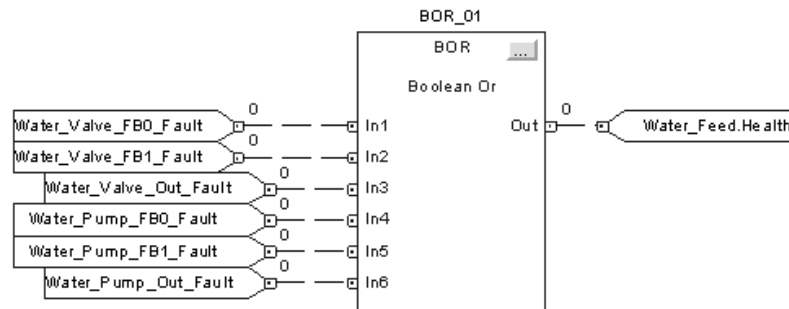 BOR_01
BOR
...
Boolean Or
0
Water_Valve_FB0_Fault
In1
Out
0
Water_Feed.Health
0
Water_Valve_FB1_Fault
In2
0
Water_Valve_Out_Fault
In3
0
Water_Pump_FB0_Fault
In4
0
Water_Pump_FB1_Fault
In5
0
Water_Pump_Out_Fault
In6